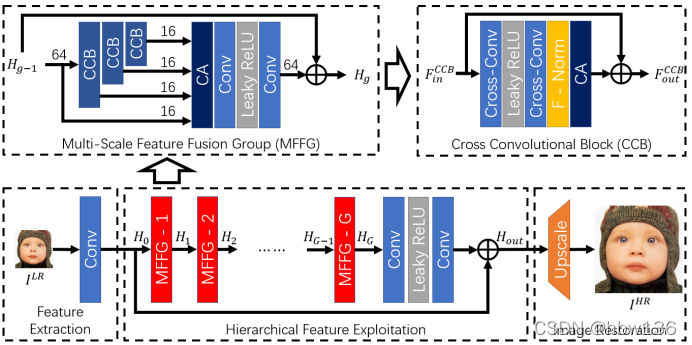 64
CCB
CCB
CCB
16
16
16
16
CA
Conv
Leaky ReLU
Conv
64
H_{g-1}
H_g
Multi-Scale Feature Fusion Group (MFFG)
F_{in}^{CCB}
Cross-Conv
Leaky ReLU
Cross-Conv
F - Norm
CA
F_{out}^{CCB}
Cross Convolutional Block (CCB)
I^{LR}
Conv
Feature
Extraction
H_0
MFFG - 1
H_1
MFFG - 2
H_2
……
H_{G-1}
MFFG - G
H_G
Conv
Leaky ReLU
Conv
H_{out}
Hierarchical Feature Exploitation
Upscale
I^{HR}
Image Restoration
CSDN @hbw136